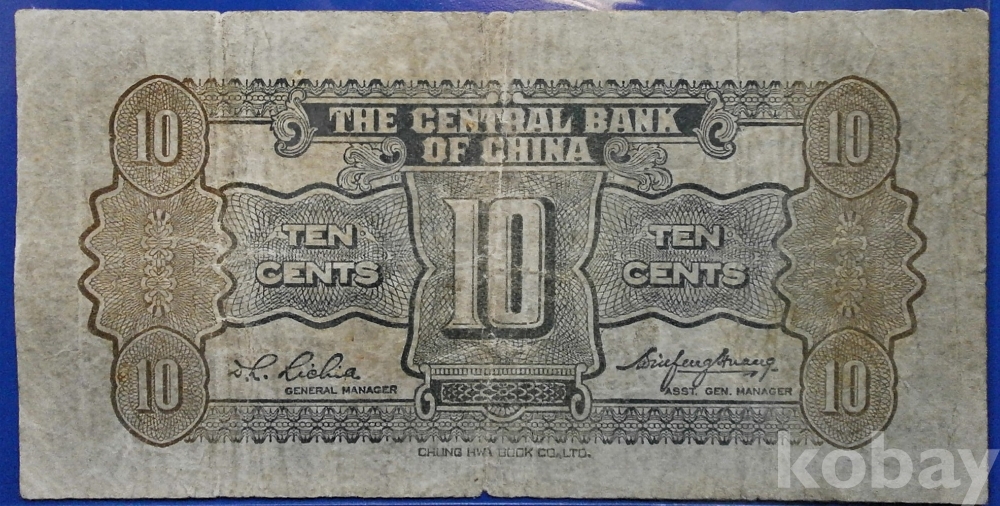 THE CENTRAL BANK
OF CHINA
10
10
10
TEN
CENTS
TEN
CENTS
10
10
GENERAL MANAGER
ASST. GEN. MANAGER
CHUNG HWA BOOK CO., LTD.
kobay